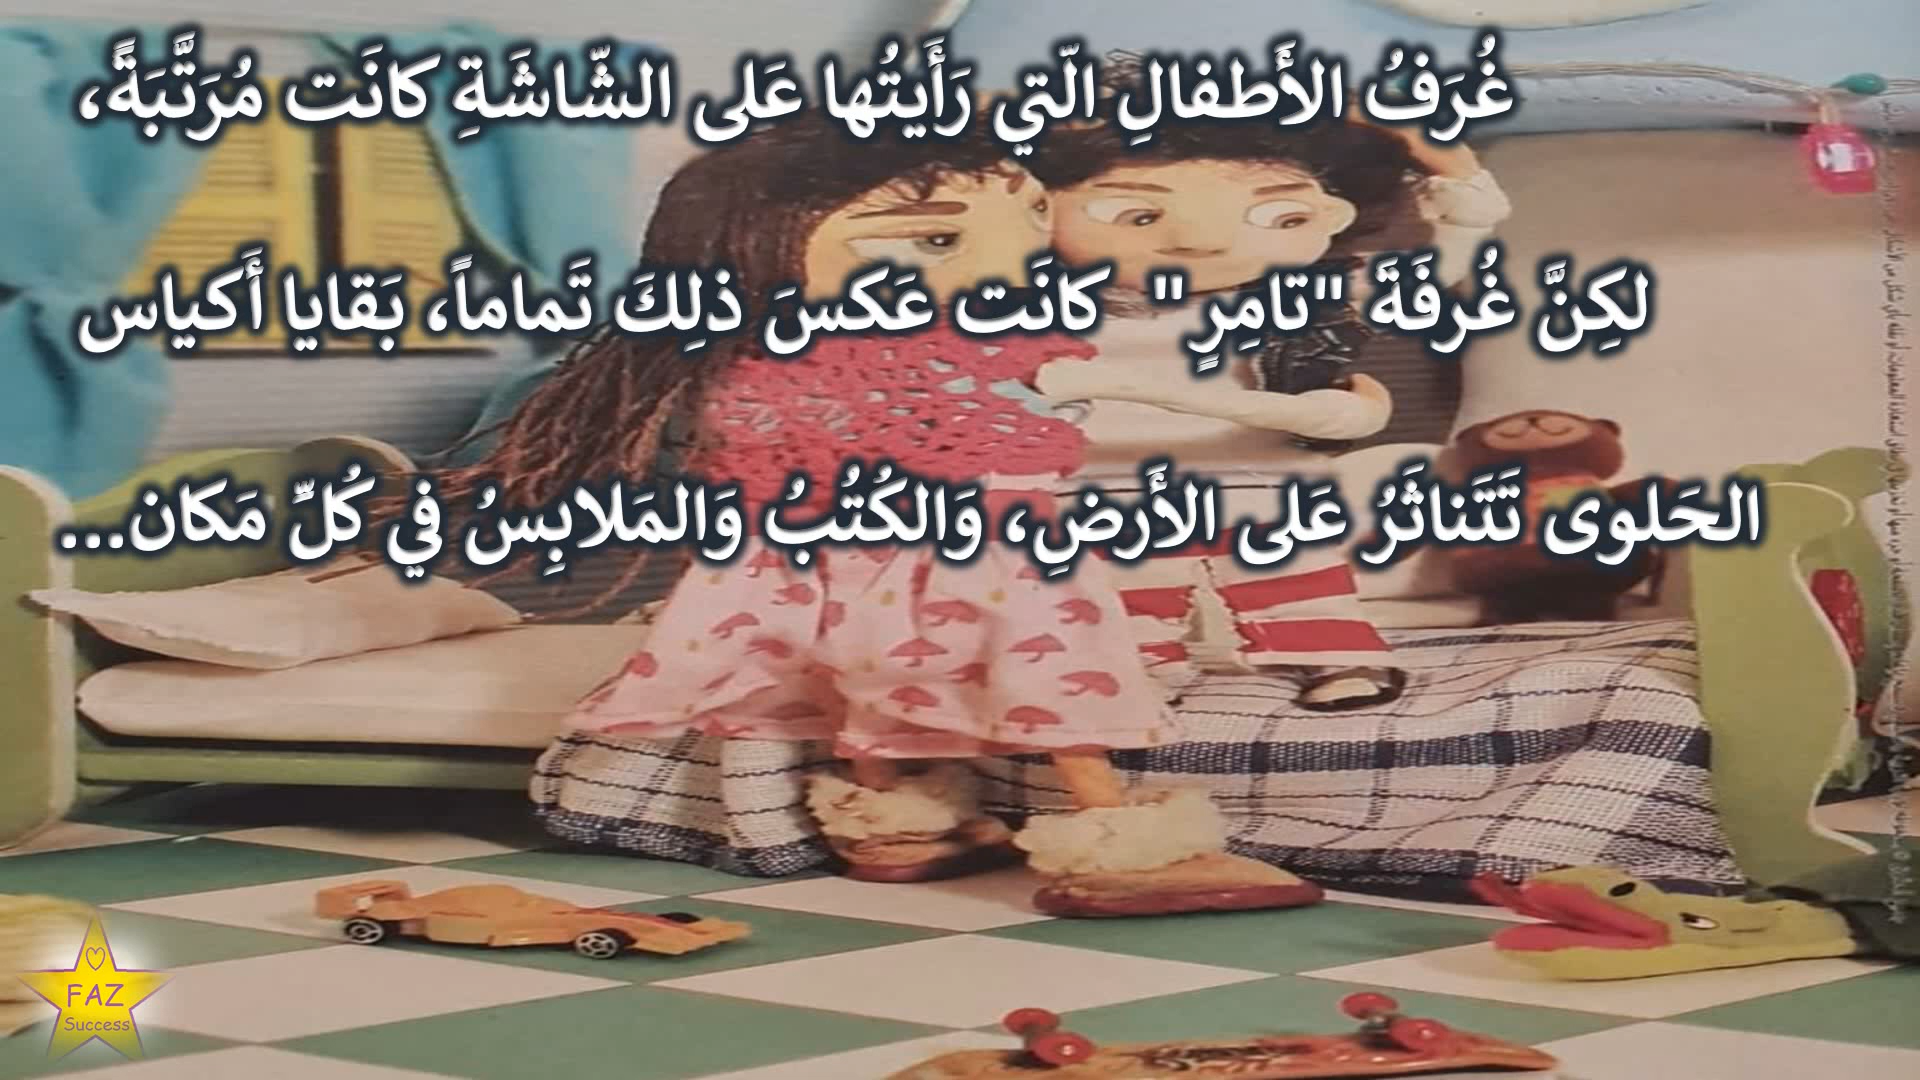 غُرَفُ الأَطفالِ الّتي رَأَيتُها عَلى الشّاشَةِ كانَت مُرَتَّبَةً،
لكِنَّ غُرفَةَ "تامِرٍ" كانَت عَكسَ ذلِكَ تَماماً، بَقايا أَكياس
الحَلوى تَتَناثَرُ عَلى الأَرضِ، وَالكُتُبُ وَالمَلابِسُ في كُلِّ مَكان...
FAZ
Success